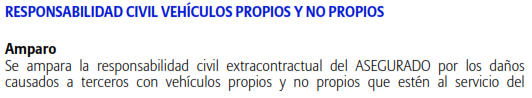 RESPONSABILIDAD CIVIL VEHÍCULOS PROPIOS Y NO PROPIOS
Amparo
Se ampara la responsabilidad civil extracontractual del ASEGURADO por los daños
causados a terceros con vehículos propios y no propios que estén al servicio del